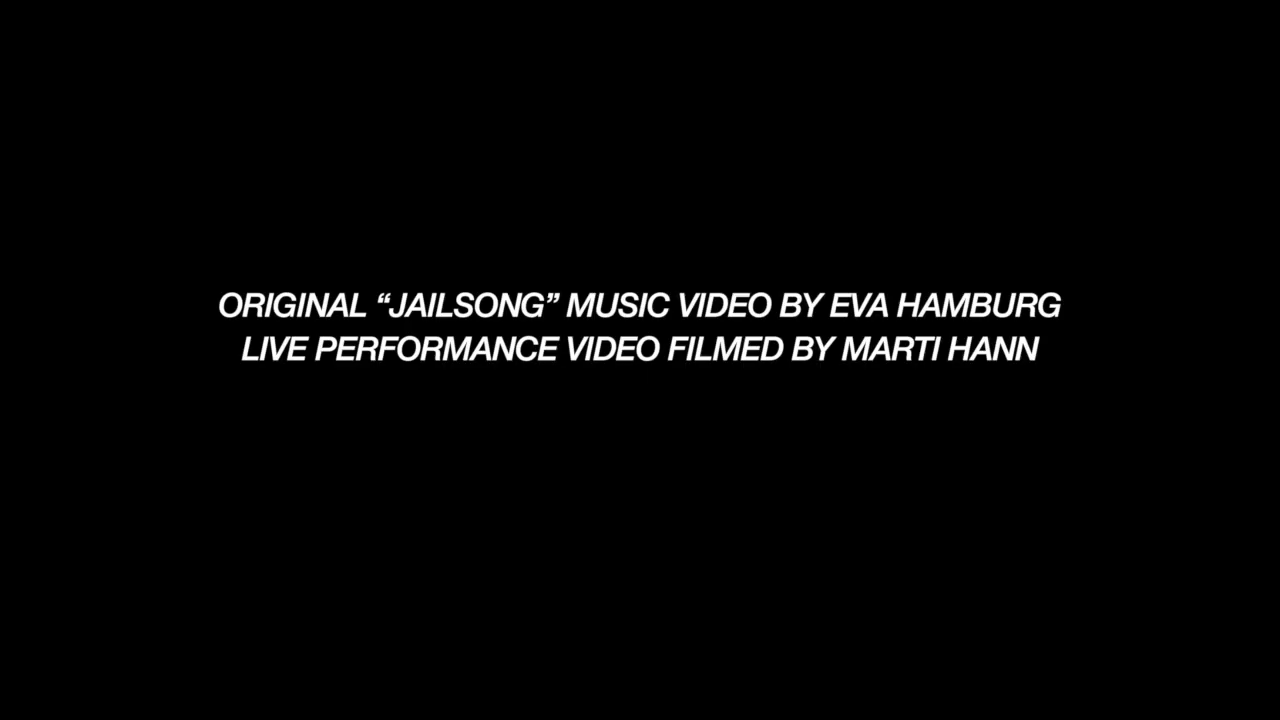 ORIGINAL “JAILSONG” MUSIC VIDEO BY EVA HAMBURG
LIVE PERFORMANCE VIDEO FILMED BY MARTI HANN